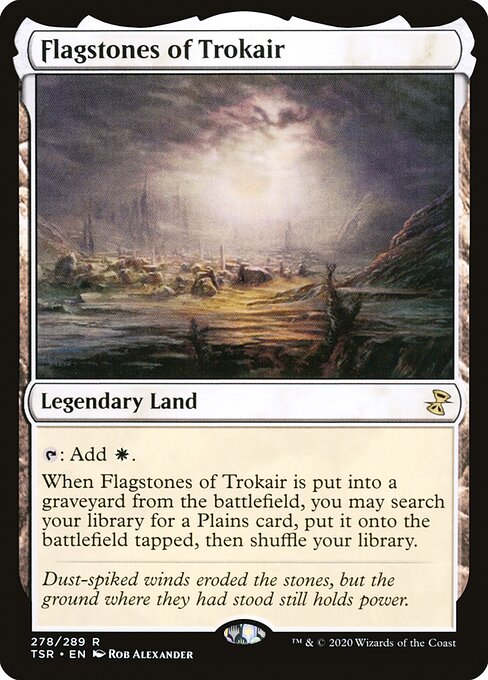 Flagstones of Trokair
Legendary Land
: Add .
When Flagstones of Trokair is put into a
graveyard from the battlefield, you may search
your library for a Plains card, put it onto the
battlefield tapped, then shuffle your library.
Dust-spiked winds eroded the stones, but the
ground where they had stood still holds power.
278/289 R
TSR • EN Rob Alexander
™ & © 2020 Wizards of the Coast